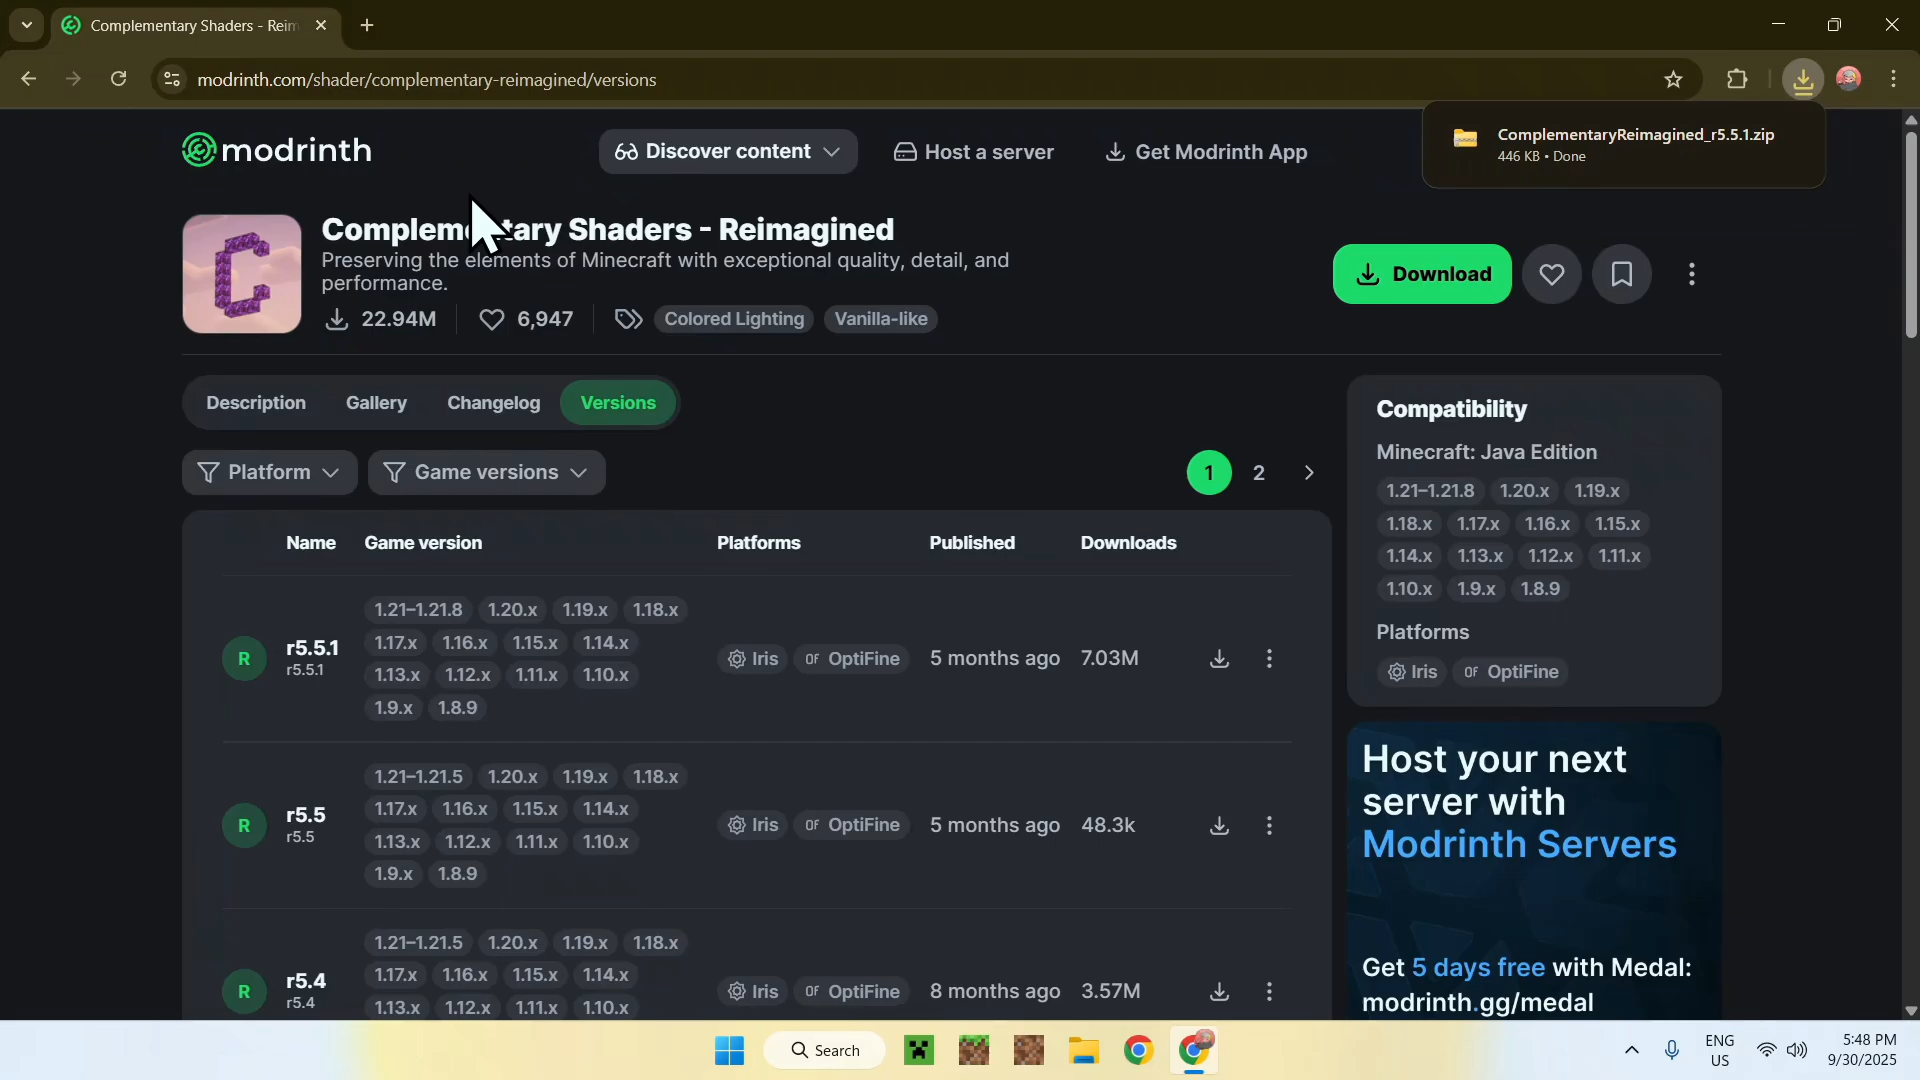 Complementary Shaders - Reim
modrinth.com/shader/complementary-reimagined/versions
modrinth
Discover content
Host a server
Get Modrinth App
ComplementaryReimagined_r5.5.1.zip
446 KB • Done
Complementary Shaders - Reimagined
Preserving the elements of Minecraft with exceptional quality, detail, and
performance.
22.94M
6,947
Colored Lighting
Vanilla-like
Download
Description
Gallery
Changelog
Versions
Platform
Game versions
1
2
Name
Game version
Platforms
Published
Downloads
R
r5.5.1
r5.5.1
1.21–1.21.8 1.20.x 1.19.x 1.18.x
1.17.x 1.16.x 1.15.x 1.14.x
1.13.x 1.12.x 1.11.x 1.10.x
1.9.x 1.8.9
Iris
OF OptiFine
5 months ago
7.03M
R
r5.5
r5.5
1.21–1.21.5 1.20.x 1.19.x 1.18.x
1.17.x 1.16.x 1.15.x 1.14.x
1.13.x 1.12.x 1.11.x 1.10.x
1.9.x 1.8.9
Iris
OF OptiFine
5 months ago
48.3k
R
r5.4
r5.4
1.21–1.21.5 1.20.x 1.19.x 1.18.x
1.17.x 1.16.x 1.15.x 1.14.x
1.13.x 1.12.x 1.11.x 1.10.x
Iris
OF OptiFine
8 months ago
3.57M
Compatibility
Minecraft: Java Edition
1.21–1.21.8 1.20.x 1.19.x
1.18.x 1.17.x 1.16.x 1.15.x
1.14.x 1.13.x 1.12.x 1.11.x
1.10.x 1.9.x 1.8.9
Platforms
Iris
OF OptiFine
Host your next
server with
Modrinth Servers
Get 5 days free with Medal:
modrinth.gg/medal
Search
ENG
US
5:48 PM
9/30/2025